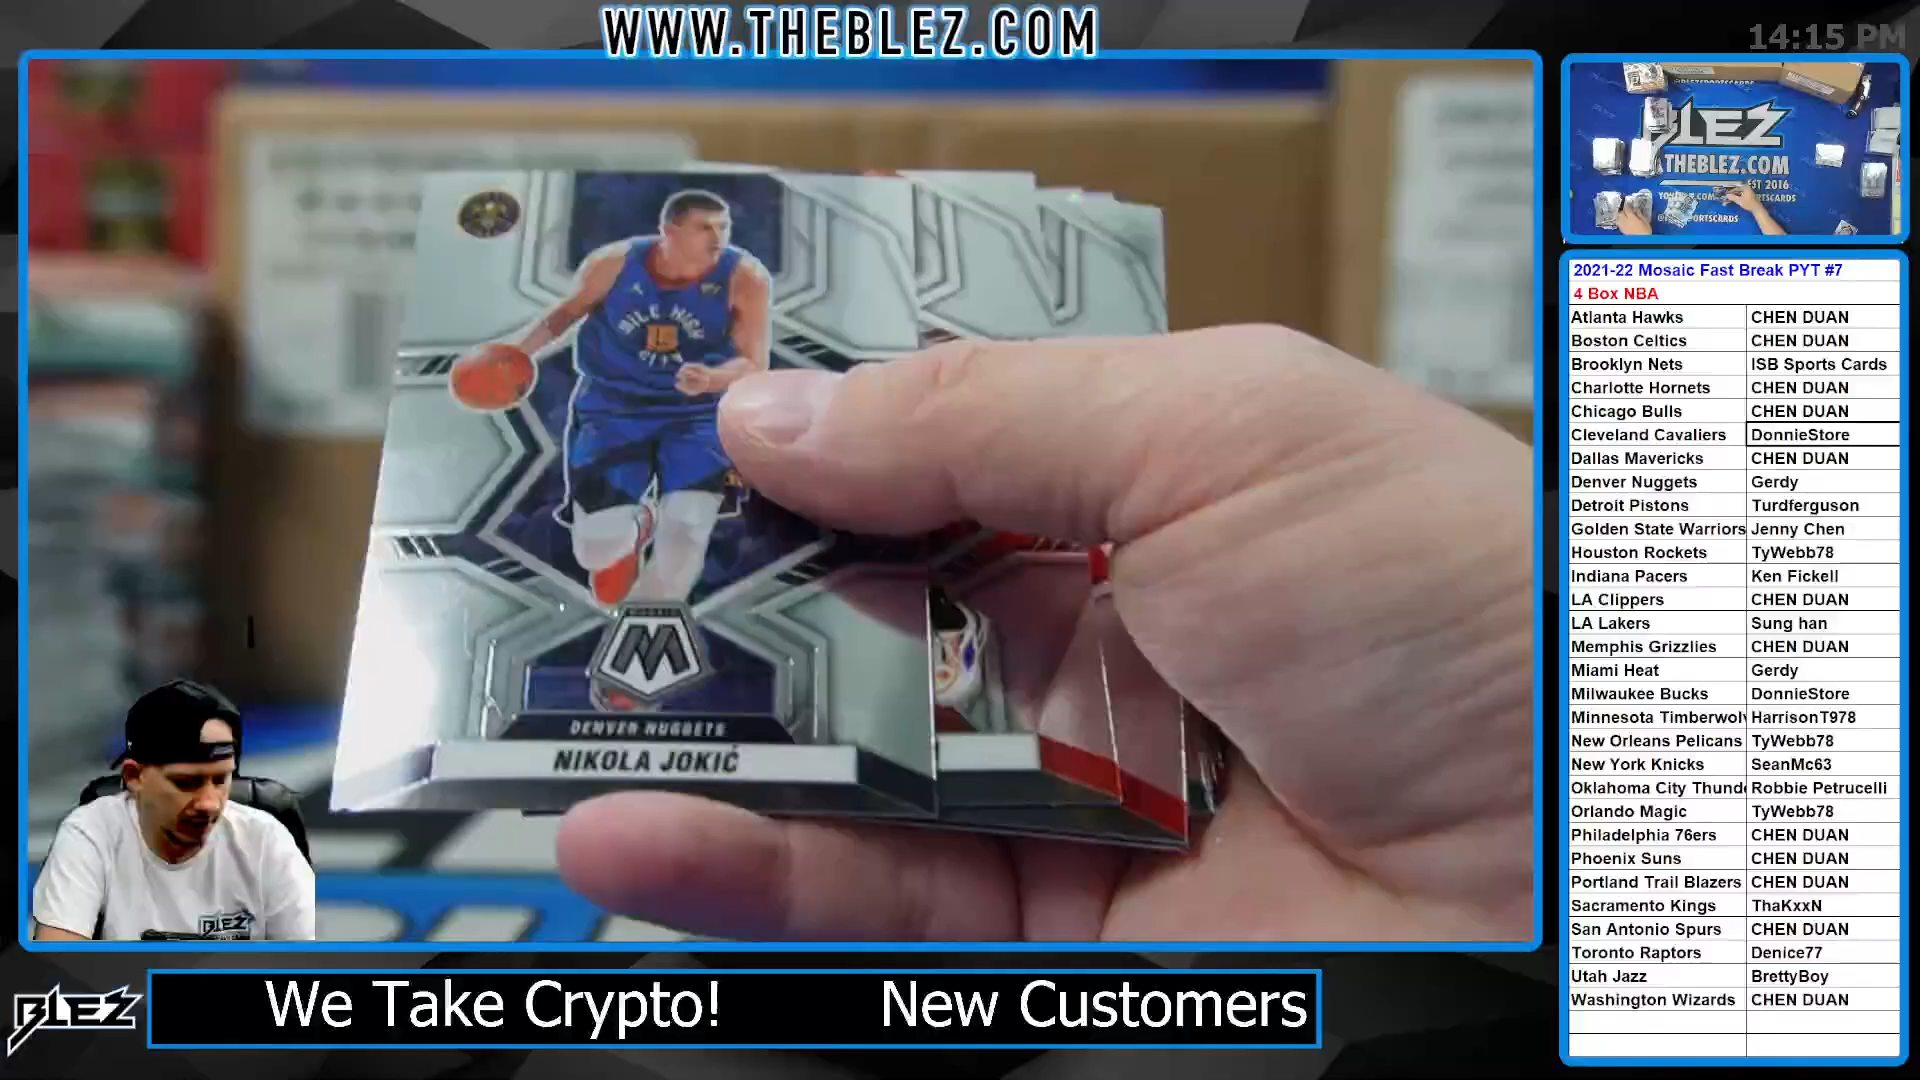 WWW.THEBLEZ.COM
14:15 PM
BLEZ
THEBLEZ.COM
EST 2016
MILE HIGH
15
CITY
M
DENVER NUGGETS
NIKOLA JOKIĆ
BLEZ
2021-22 Mosaic Fast Break PYT #7
4 Box NBA
Atlanta Hawks CHEN DUAN
Boston Celtics CHEN DUAN
Brooklyn Nets ISB Sports Cards
Charlotte Hornets CHEN DUAN
Chicago Bulls CHEN DUAN
Cleveland Cavaliers DonnieStore
Dallas Mavericks CHEN DUAN
Denver Nuggets Gerdy
Detroit Pistons Turdferguson
Golden State Warriors Jenny Chen
Houston Rockets TyWebb78
Indiana Pacers Ken Fickell
LA Clippers CHEN DUAN
LA Lakers Sung han
Memphis Grizzlies CHEN DUAN
Miami Heat Gerdy
Milwaukee Bucks DonnieStore
Minnesota Timberwolv HarrisonT978
New Orleans Pelicans TyWebb78
New York Knicks SeanMc63
Oklahoma City Thund Robbie Petrucelli
Orlando Magic TyWebb78
Philadelphia 76ers CHEN DUAN
Phoenix Suns CHEN DUAN
Portland Trail Blazers CHEN DUAN
Sacramento Kings ThaKxxN
San Antonio Spurs CHEN DUAN
Toronto Raptors Denice77
Utah Jazz BrettyBoy
Washington Wizards CHEN DUAN
BLEZ
We Take Crypto! New Customers